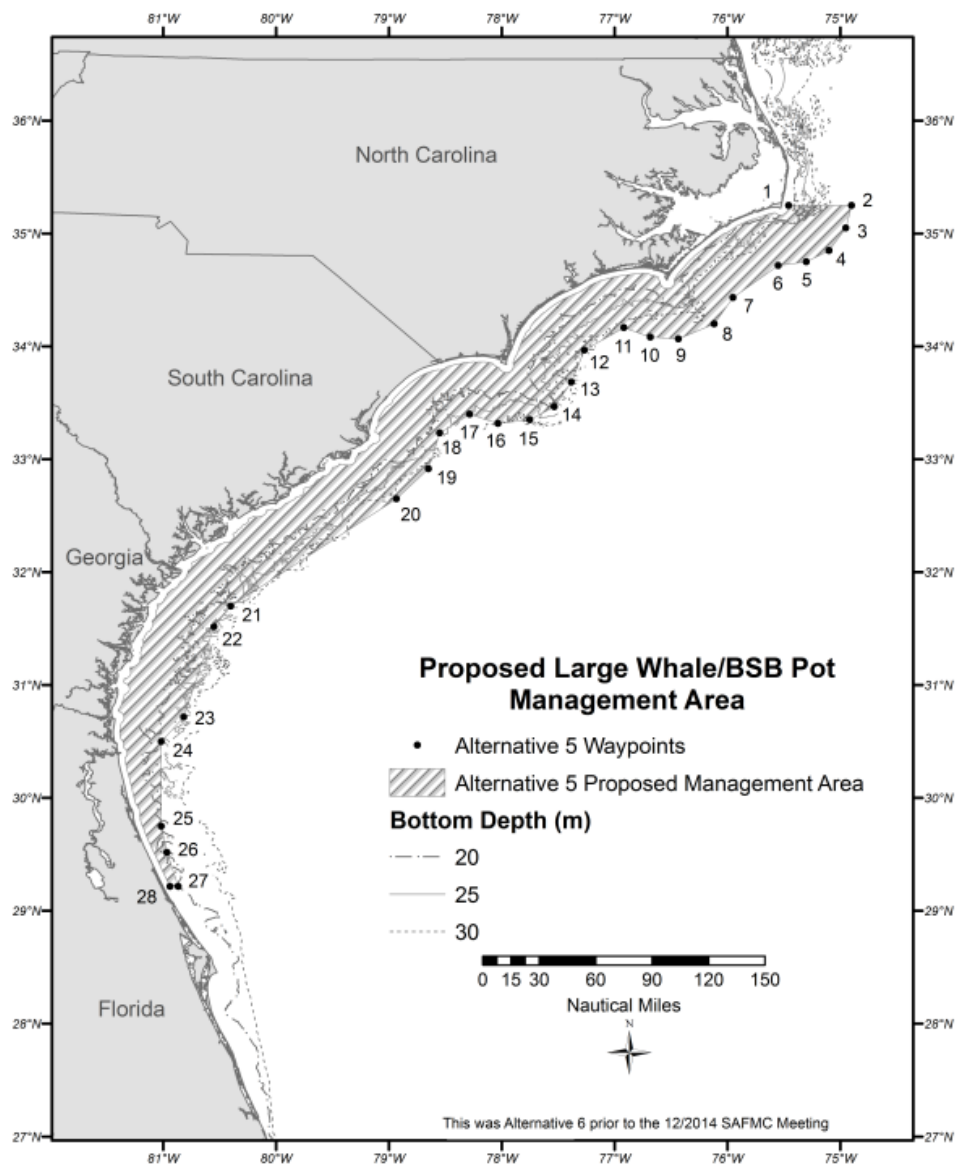 81°W 80°W 79°W 78°W 77°W 76°W 75°W
36°N 36°N
North Carolina
1 2
35°N 35°N
3
4
5
6
7
8
34°N 34°N
11 10 9
12
South Carolina
13
14
17 16 15
18
33°N 33°N
19
20
Georgia
32°N 32°N
21
22
Proposed Large Whale/BSB Pot
Management Area
31°N 31°N
23
24
Alternative 5 Waypoints
Alternative 5 Proposed Management Area
30°N 30°N
Bottom Depth (m)
25
26
20
27
28
25
29°N 29°N
30
0 15 30 60 90 120 150
Nautical Miles
Florida
N
28°N 28°N
This was Alternative 6 prior to the 12/2014 SAFMC Meeting
27°N 27°N
81°W 80°W 79°W 78°W 77°W 76°W 75°W